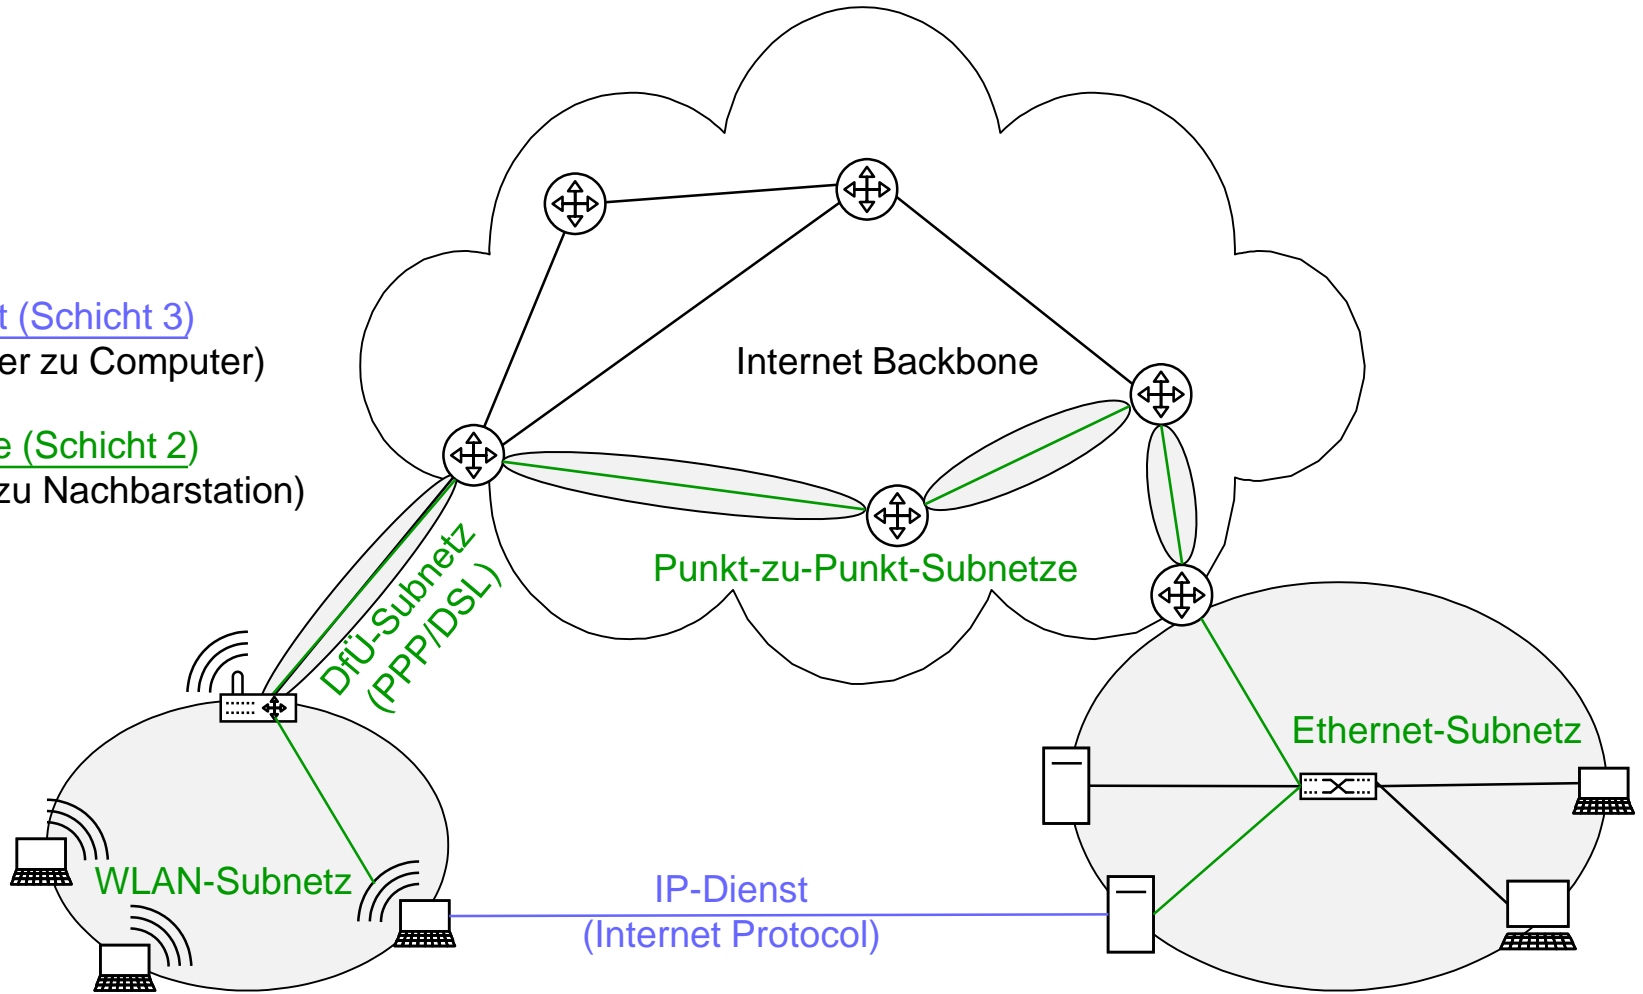 t (Schicht 3)
er zu Computer)
e (Schicht 2)
zu Nachbarstation)
Internet Backbone
Punkt-zu-Punkt-Subnetze
DfÜ-Subnetz
(PPP/DSL)
Ethernet-Subnetz
WLAN-Subnetz
IP-Dienst
(Internet Protocol)